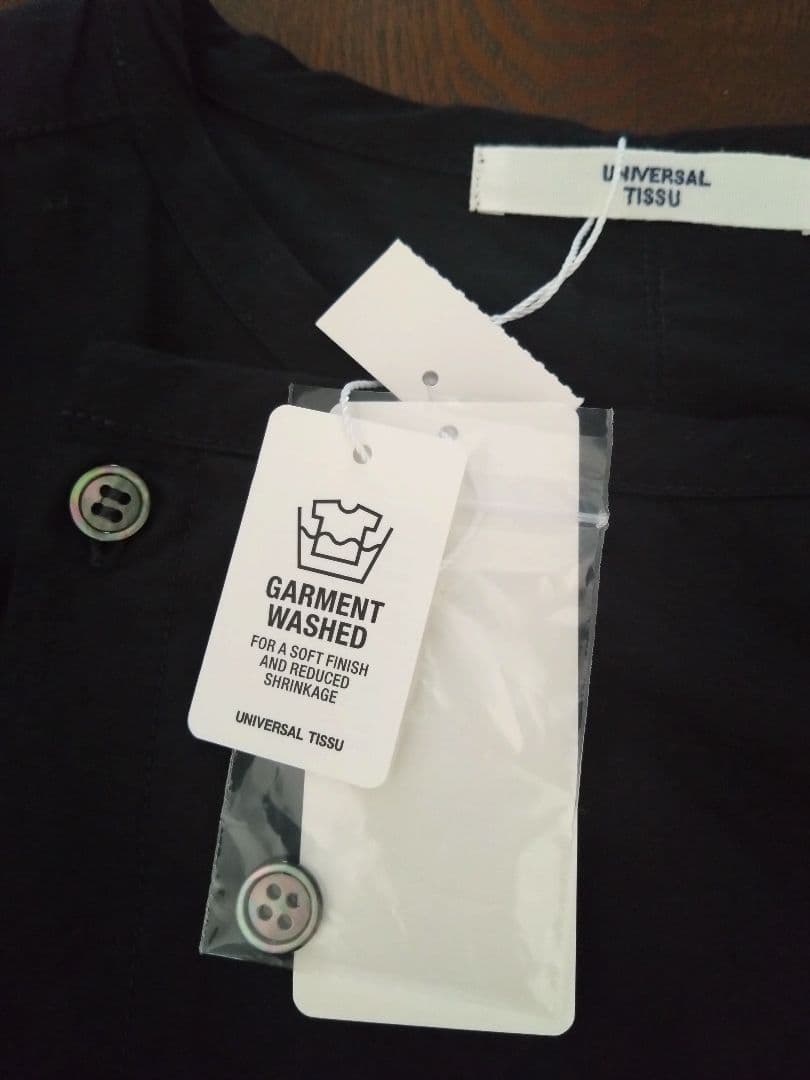 UNIVERSAL
TISSU
GARMENT
WASHED
FOR A SOFT FINISH
AND REDUCED
SHRINKAGE
UNIVERSAL TISSU